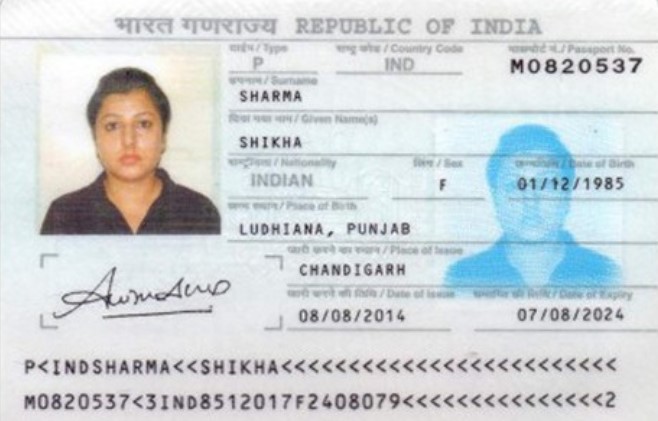 भारत गणराज्य REPUBLIC OF INDIA
टाईप / Type
राष्ट्र कोड / Country Code
पासपोर्ट नं. / Passport No.
P
IND
M0820537
उपनाम / Surname
SHARMA
दिया गया नाम / Given Name(s)
SHIKHA
राष्ट्रीयता / Nationality
लिंग / Sex
जन्मतिथि / Date of Birth
INDIAN
F
01/12/1985
जन्म स्थान / Place of Birth
LUDHIANA, PUNJAB
जारी करने का स्थान / Place of Issue
CHANDIGARH
जारी करने की तिथि / Date of Issue
समाप्ति की तिथि / Date of Expiry
08/08/2014
07/08/2024
P<INDSHARMA<<SHIKHA<<<<<<<<<<<<<<<<<<<<<<<<<
M0820537<3IND8512017F2408079<<<<<<<<<<<<<<<2